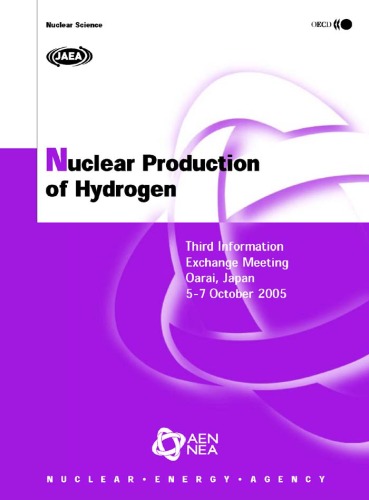 Nuclear Science
OECD
JAEA
Nuclear Production
of Hydrogen
Third Information
Exchange Meeting
Oarai, Japan
5-7 October 2005
AEN
NEA
NUCLEAR • ENERGY • AGENCY